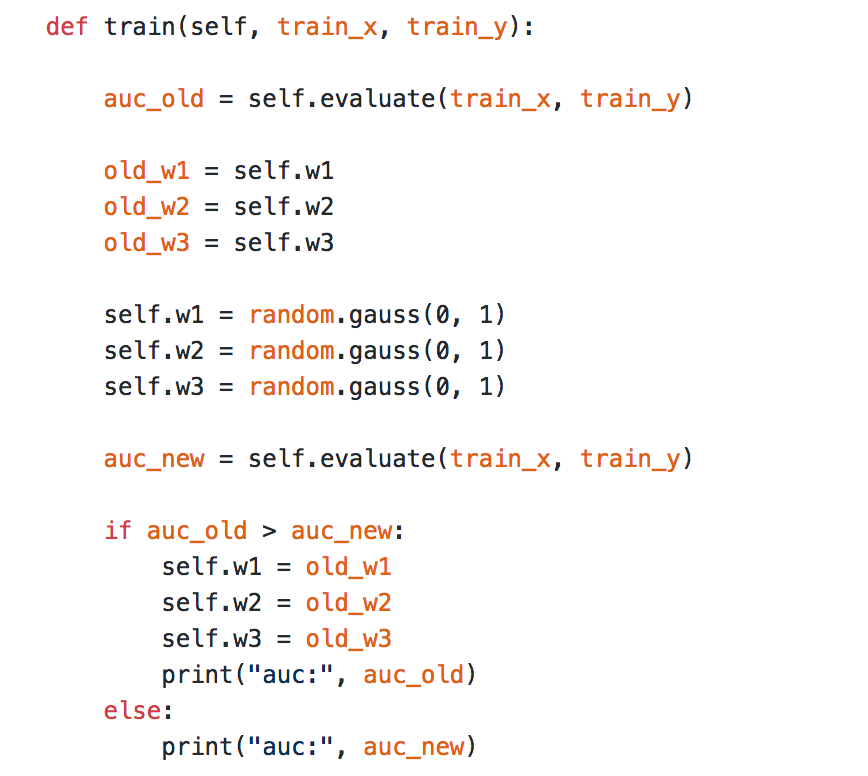 def train(self, train_x, train_y):
auc_old = self.evaluate(train_x, train_y)
old_w1 = self.w1
old_w2 = self.w2
old_w3 = self.w3
self.w1 = random.gauss(0, 1)
self.w2 = random.gauss(0, 1)
self.w3 = random.gauss(0, 1)
auc_new = self.evaluate(train_x, train_y)
if auc_old > auc_new:
self.w1 = old_w1
self.w2 = old_w2
self.w3 = old_w3
print("auc:", auc_old)
else:
print("auc:", auc_new)